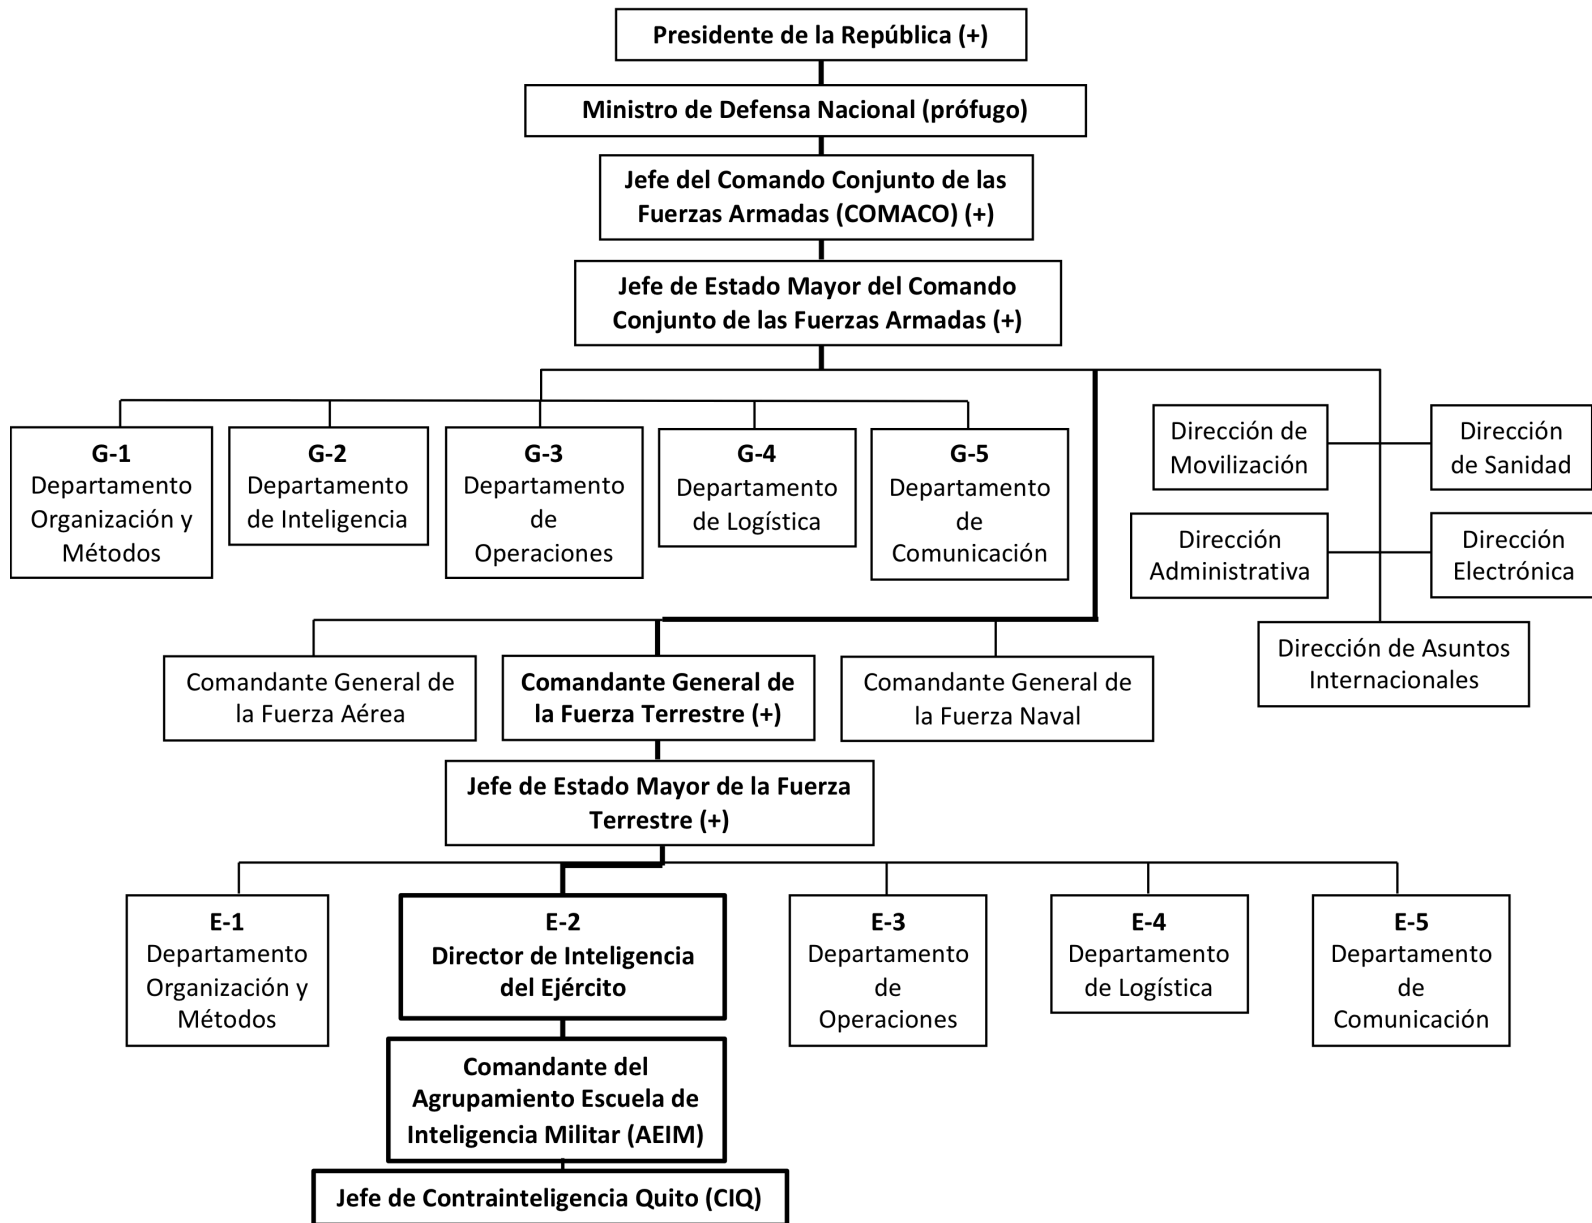 Presidente de la República (+)
Ministro de Defensa Nacional (prófugo)
Jefe del Comando Conjunto de las
Fuerzas Armadas (COMACO) (+)
Jefe de Estado Mayor del Comando
Conjunto de las Fuerzas Armadas (+)
G-1
Departamento
Organización y
Métodos
G-2
Departamento
de Inteligencia
G-3
Departamento
de
Operaciones
G-4
Departamento
de Logística
G-5
Departamento
de
Comunicación
Dirección de
Movilización
Dirección
de Sanidad
Dirección
Administrativa
Dirección
Electrónica
Dirección de Asuntos
Internacionales
Comandante General de
la Fuerza Aérea
Comandante General de
la Fuerza Terrestre (+)
Comandante General de
la Fuerza Naval
Jefe de Estado Mayor de la Fuerza
Terrestre (+)
E-1
Departamento
Organización y
Métodos
E-2
Director de Inteligencia
del Ejército
E-3
Departamento
de
Operaciones
E-4
Departamento
de Logística
E-5
Departamento
de
Comunicación
Comandante del
Agrupamiento Escuela de
Inteligencia Militar (AEIM)
Jefe de Contrainteligencia Quito (CIQ)